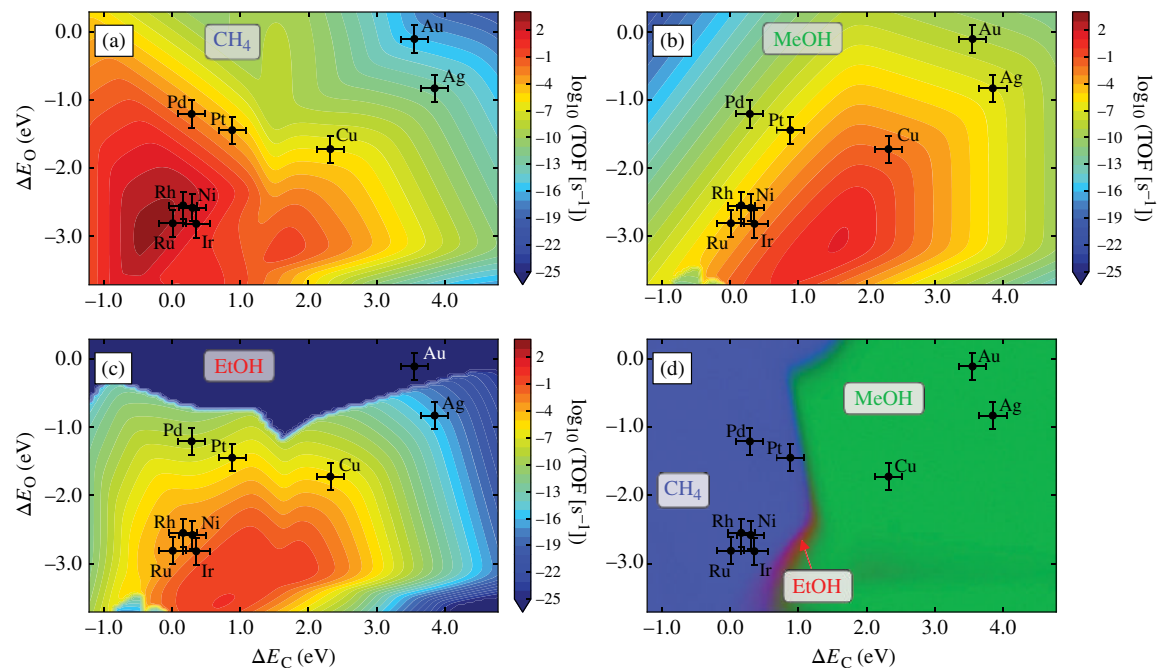 (a)
CH₄
Au
Ag
Pd
Pt
Cu
Rh
Ni
Ru
Ir
0.0
−1.0
−2.0
−3.0
ΔE_O (eV)
−1.0 0.0 1.0 2.0 3.0 4.0
2
−1
−4
−7
−10
−13
−16
−19
−22
−25
log₁₀ (TOF [s⁻¹])
(b)
MeOH
Au
Ag
Pd
Pt
Cu
Rh
Ni
Ru
Ir
0.0
−1.0
−2.0
−3.0
−1.0 0.0 1.0 2.0 3.0 4.0
2
−1
−4
−7
−10
−13
−16
−19
−22
−25
log₁₀ (TOF [s⁻¹])
(c)
EtOH
Au
Ag
Pd
Pt
Cu
Rh
Ni
Ru
Ir
0.0
−1.0
−2.0
−3.0
ΔE_O (eV)
−1.0 0.0 1.0 2.0 3.0 4.0
ΔE_C (eV)
2
−1
−4
−7
−10
−13
−16
−19
−22
−25
log₁₀ (TOF [s⁻¹])
(d)
MeOH
Au
Ag
Pd
Pt
Cu
CH₄
Rh
Ni
Ru
Ir
EtOH
0.0
−1.0
−2.0
−3.0
−1.0 0.0 1.0 2.0 3.0 4.0
ΔE_C (eV)